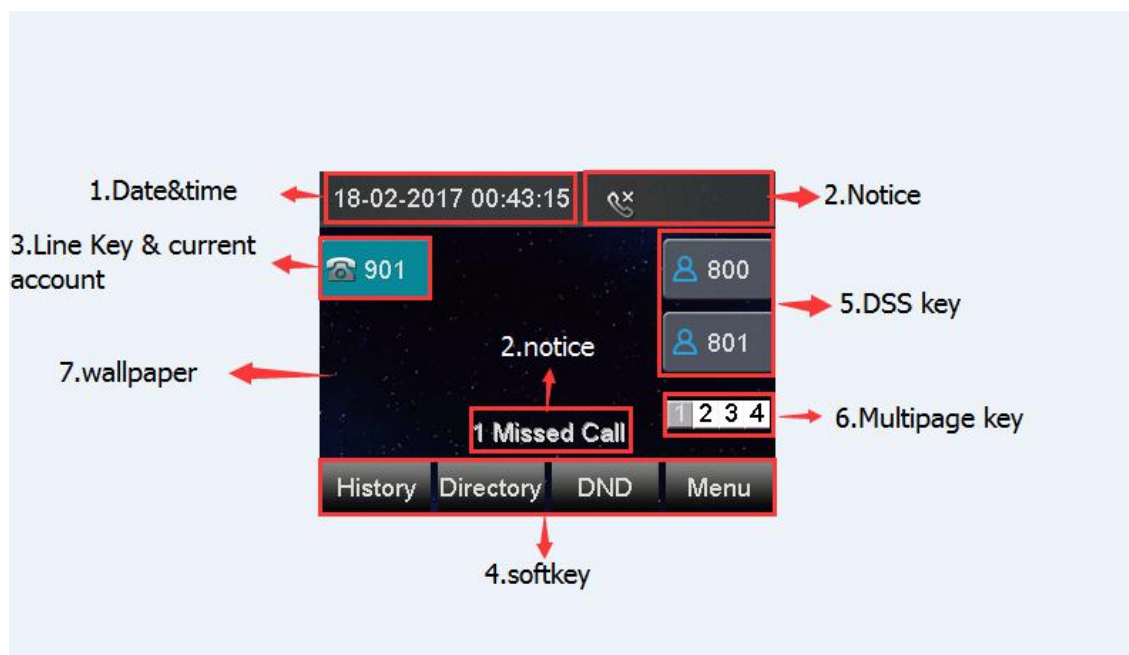 1.Date&time
18-02-2017 00:43:15
2.Notice
3.Line Key & current
account
901
800
5.DSS key
801
2.notice
7.wallpaper
1 2 3 4
6.Multipage key
1 Missed Call
History Directory DND Menu
4.softkey